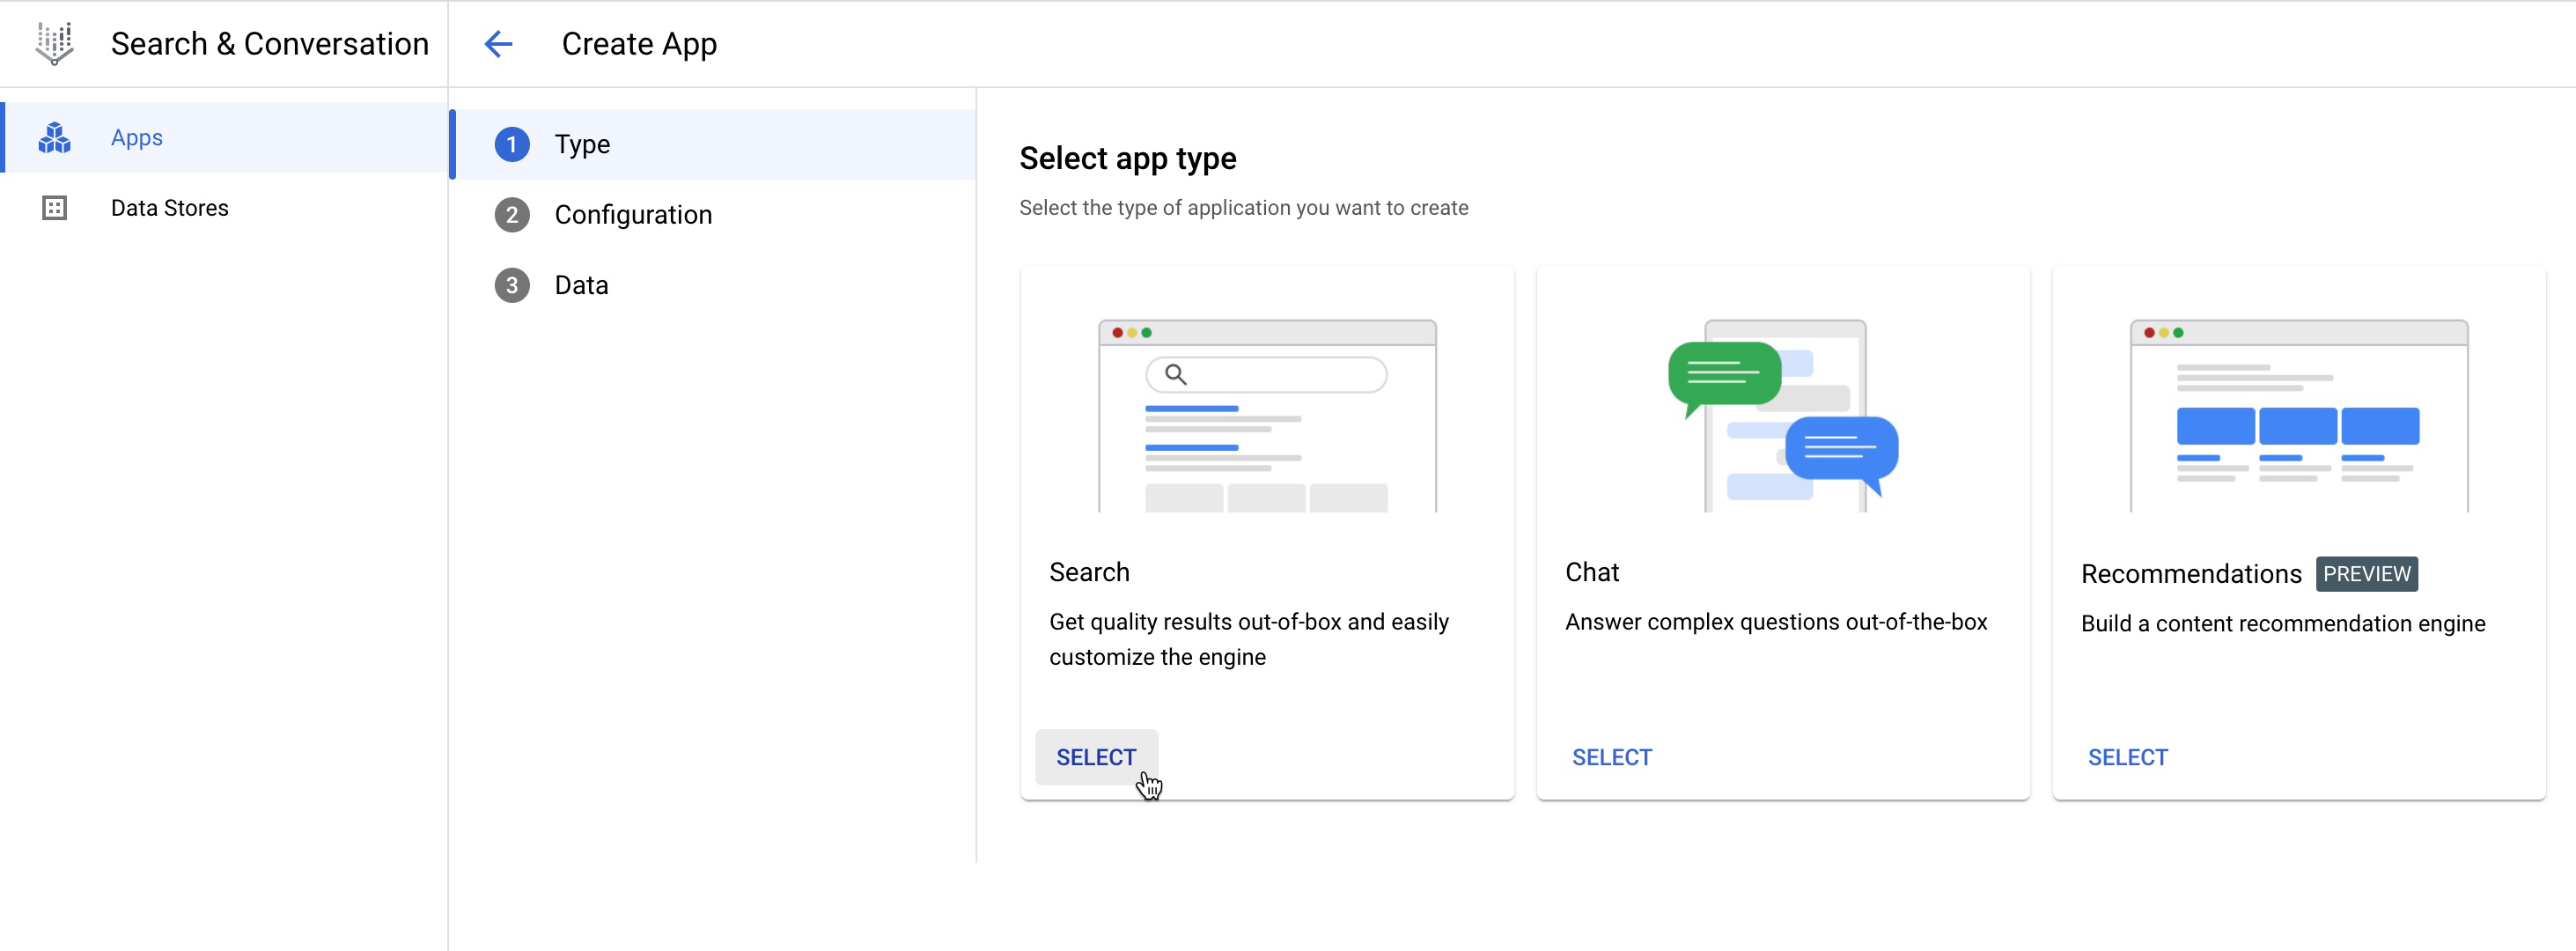 Search & Conversation
Create App
Apps
Data Stores
1 Type
2 Configuration
3 Data
Select app type
Select the type of application you want to create
Search
Get quality results out-of-box and easily
customize the engine
SELECT
Chat
Answer complex questions out-of-the-box
SELECT
Recommendations PREVIEW
Build a content recommendation engine
SELECT